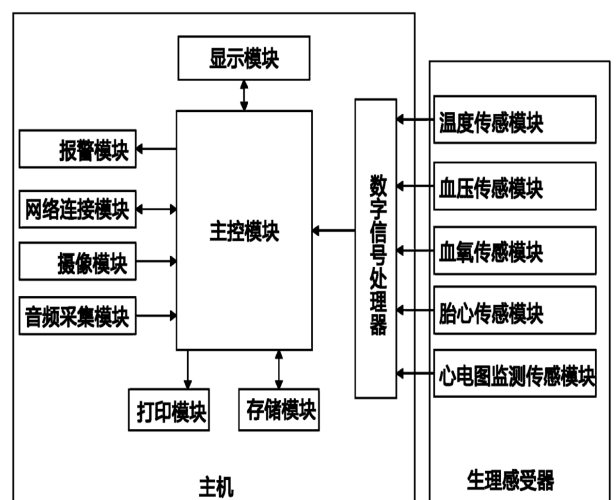 显示模块
报警模块
网络连接模块
摄像模块
音频采集模块
主控模块
打印模块
存储模块
主机
数字信号处理器
温度传感模块
血压传感模块
血氧传感模块
胎心传感模块
心电图监测传感模块
生理感受器